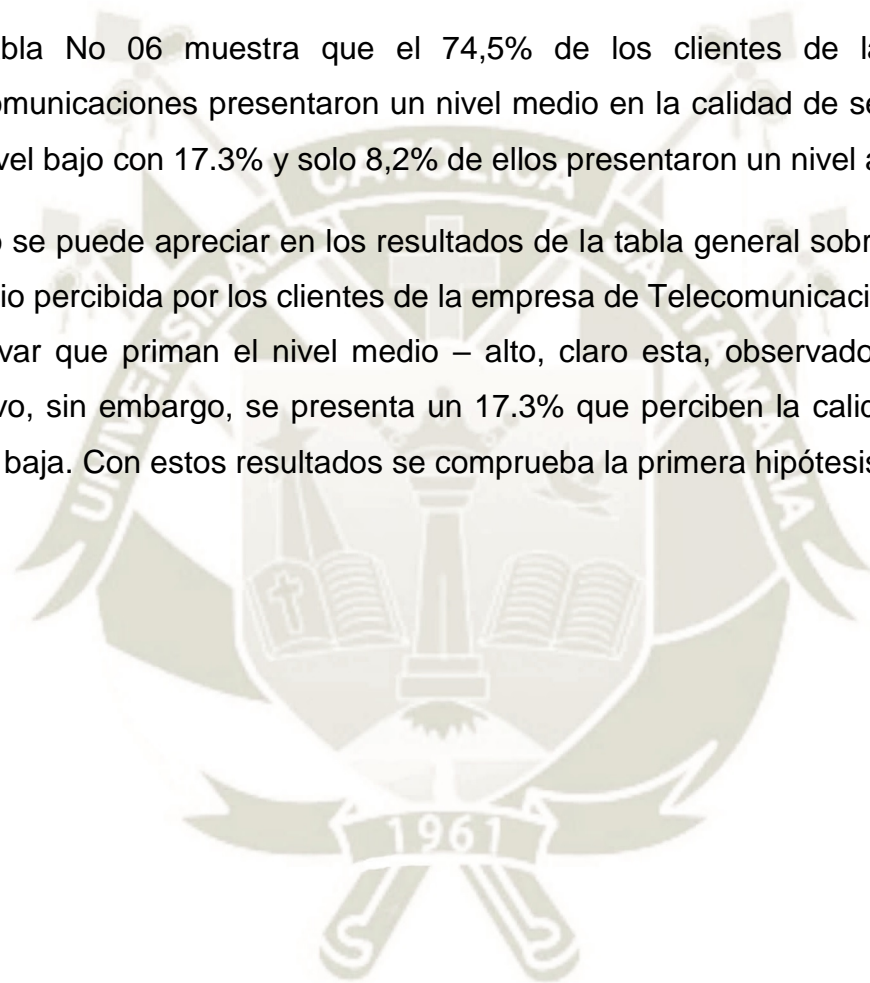 bla No 06 muestra que el 74,5% de los clientes de la
omunicaciones presentaron un nivel medio en la calidad de se
vel bajo con 17.3% y solo 8,2% de ellos presentaron un nivel a
o se puede apreciar en los resultados de la tabla general sobr
io percibida por los clientes de la empresa de Telecomunicaci
var que priman el nivel medio – alto, claro esta, observado
vo, sin embargo, se presenta un 17.3% que perciben la calid
baja. Con estos resultados se comprueba la primera hipótesis
UNIVERSIDAD CATOLICA SANTA MARIA
1961